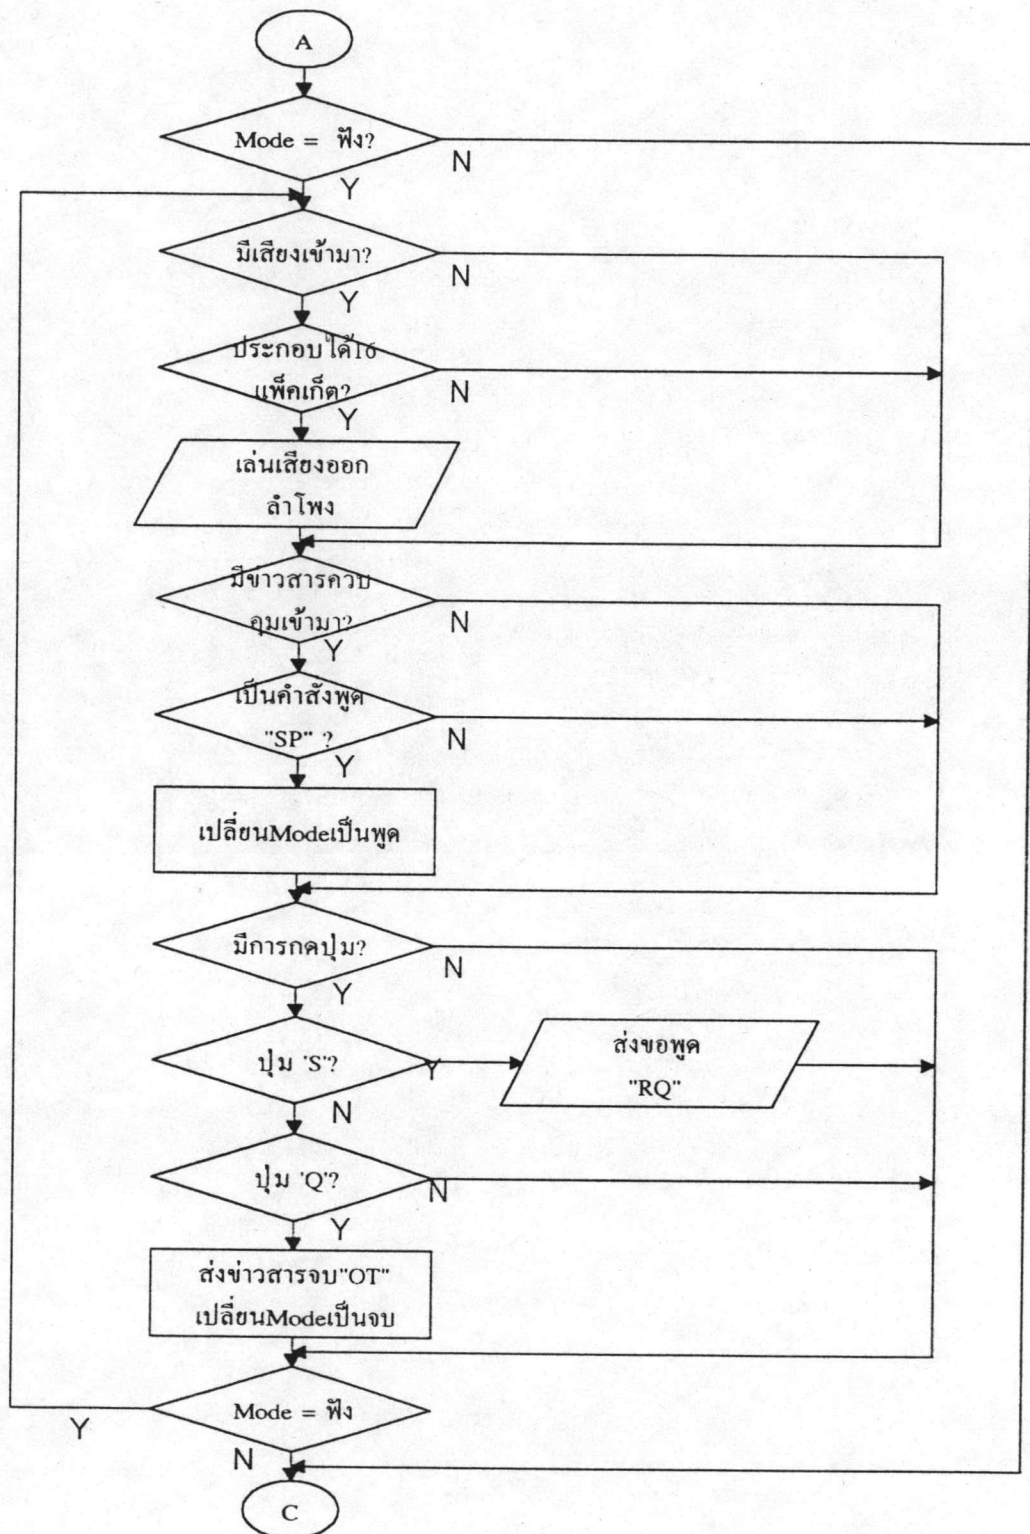 A
Mode = ฟัง?
N
Y
มีเสียงเข้ามา?
N
Y
ประกอบได้16
แพ็คเก็ต?
N
Y
เล่นเสียงออก
ลำโพง
มีข่าวสารควบ
คุมเข้ามา?
N
Y
เป็นคำสั่งพูด
"SP" ?
N
Y
เปลี่ยนModeเป็นพูด
มีการกดปุ่ม?
N
Y
ปุ่ม 'S'?
Y
ส่งขอพูด
"RQ"
N
ปุ่ม 'Q'?
N
Y
ส่งข่าวสารจบ"OT"
เปลี่ยนModeเป็นจบ
Mode = ฟัง
Y
N
C